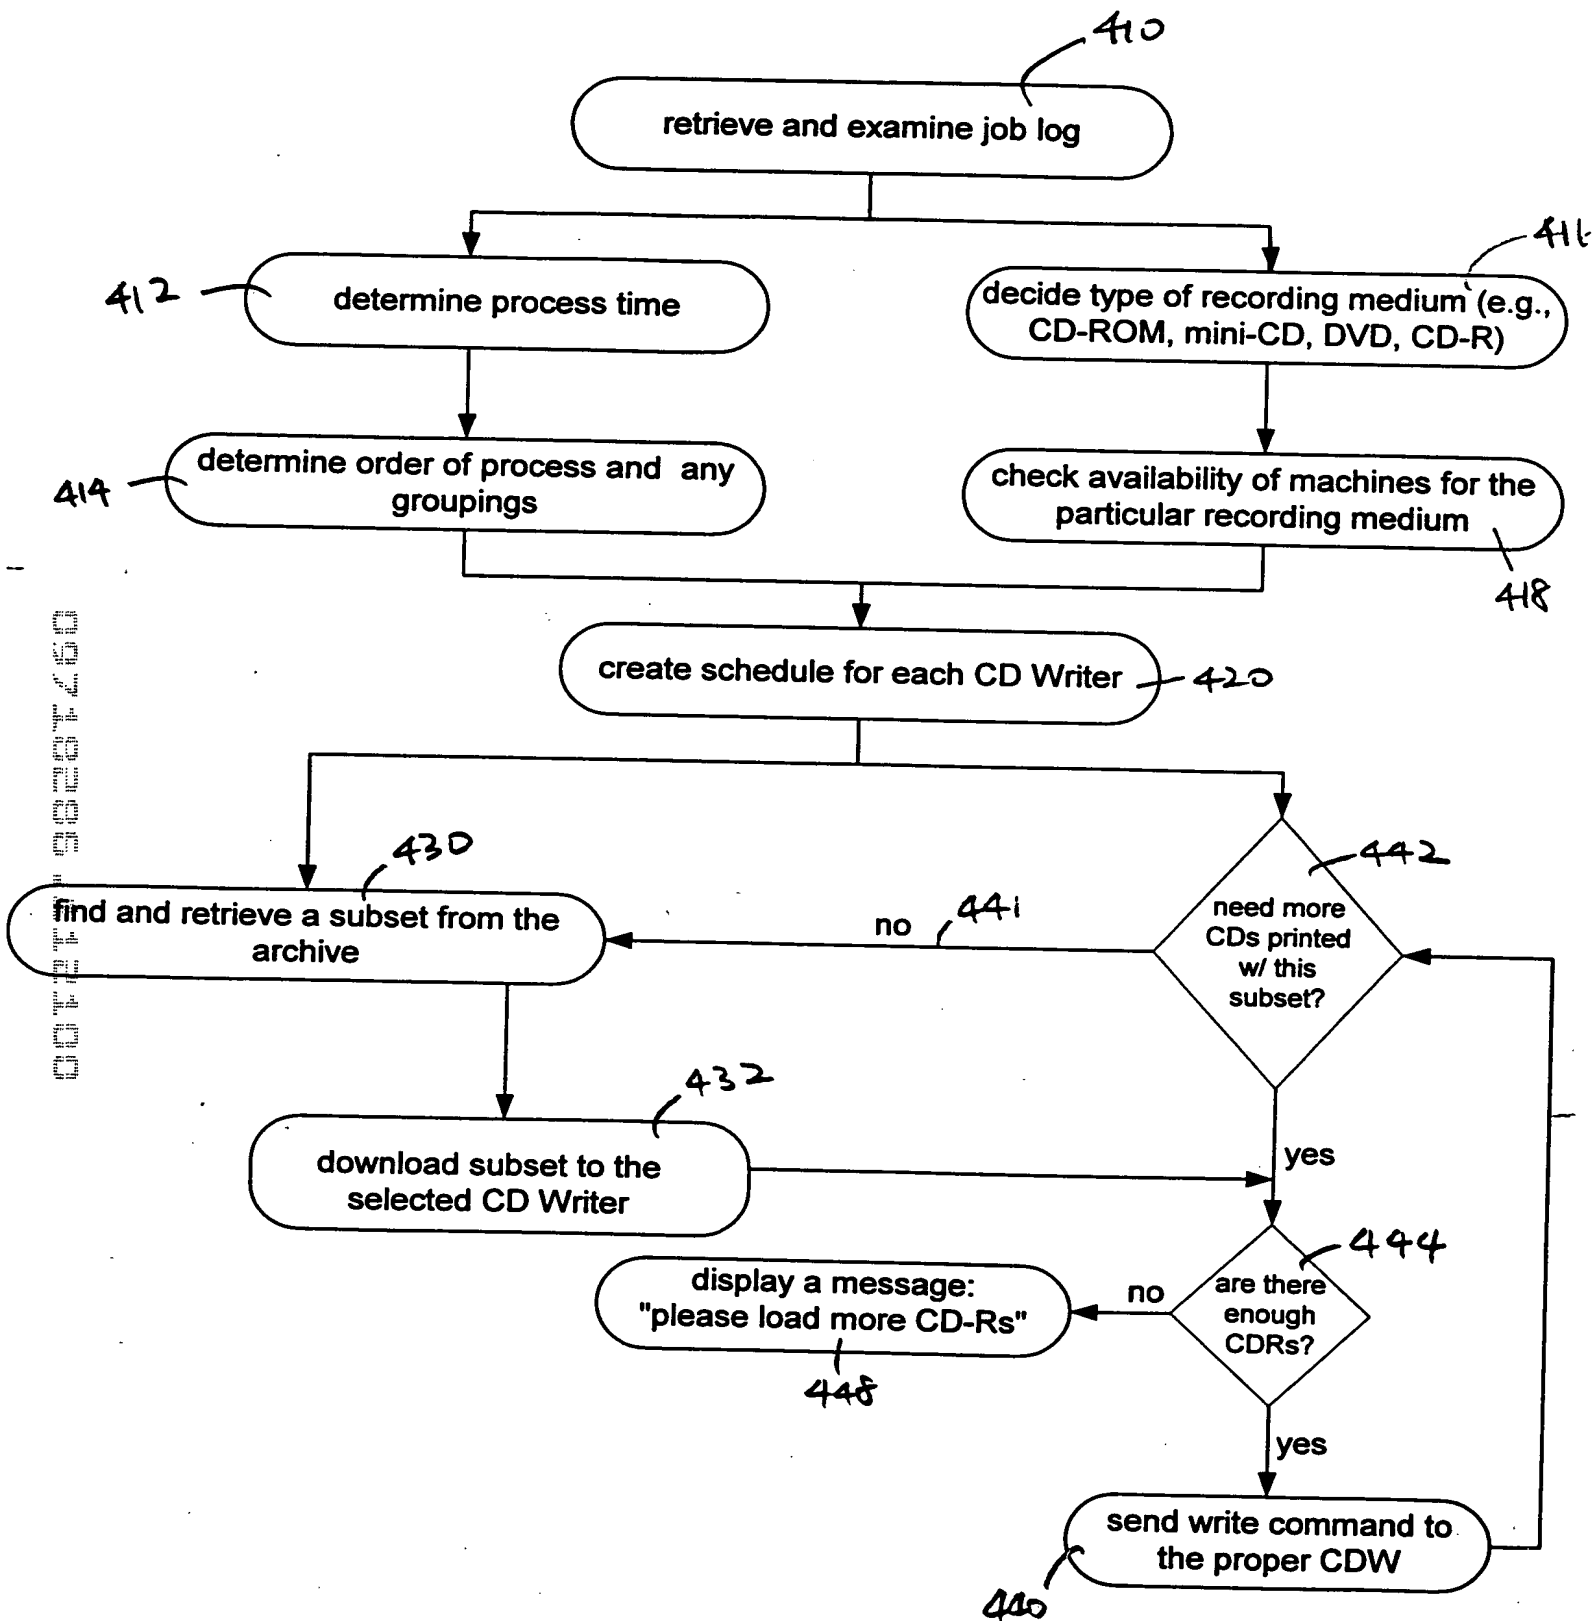 410
retrieve and examine job log
412
determine process time
decide type of recording medium (e.g.,
CD-ROM, mini-CD, DVD, CD-R)
414
determine order of process and any
groupings
check availability of machines for the
particular recording medium
418
create schedule for each CD Writer
420
430
find and retrieve a subset from the
archive
no
441
442
need more
CDs printed
w/ this
subset?
432
download subset to the
selected CD Writer
yes
444
are there
enough
CDRs?
no
display a message:
"please load more CD-Rs"
448
yes
send write command to
the proper CDW
440